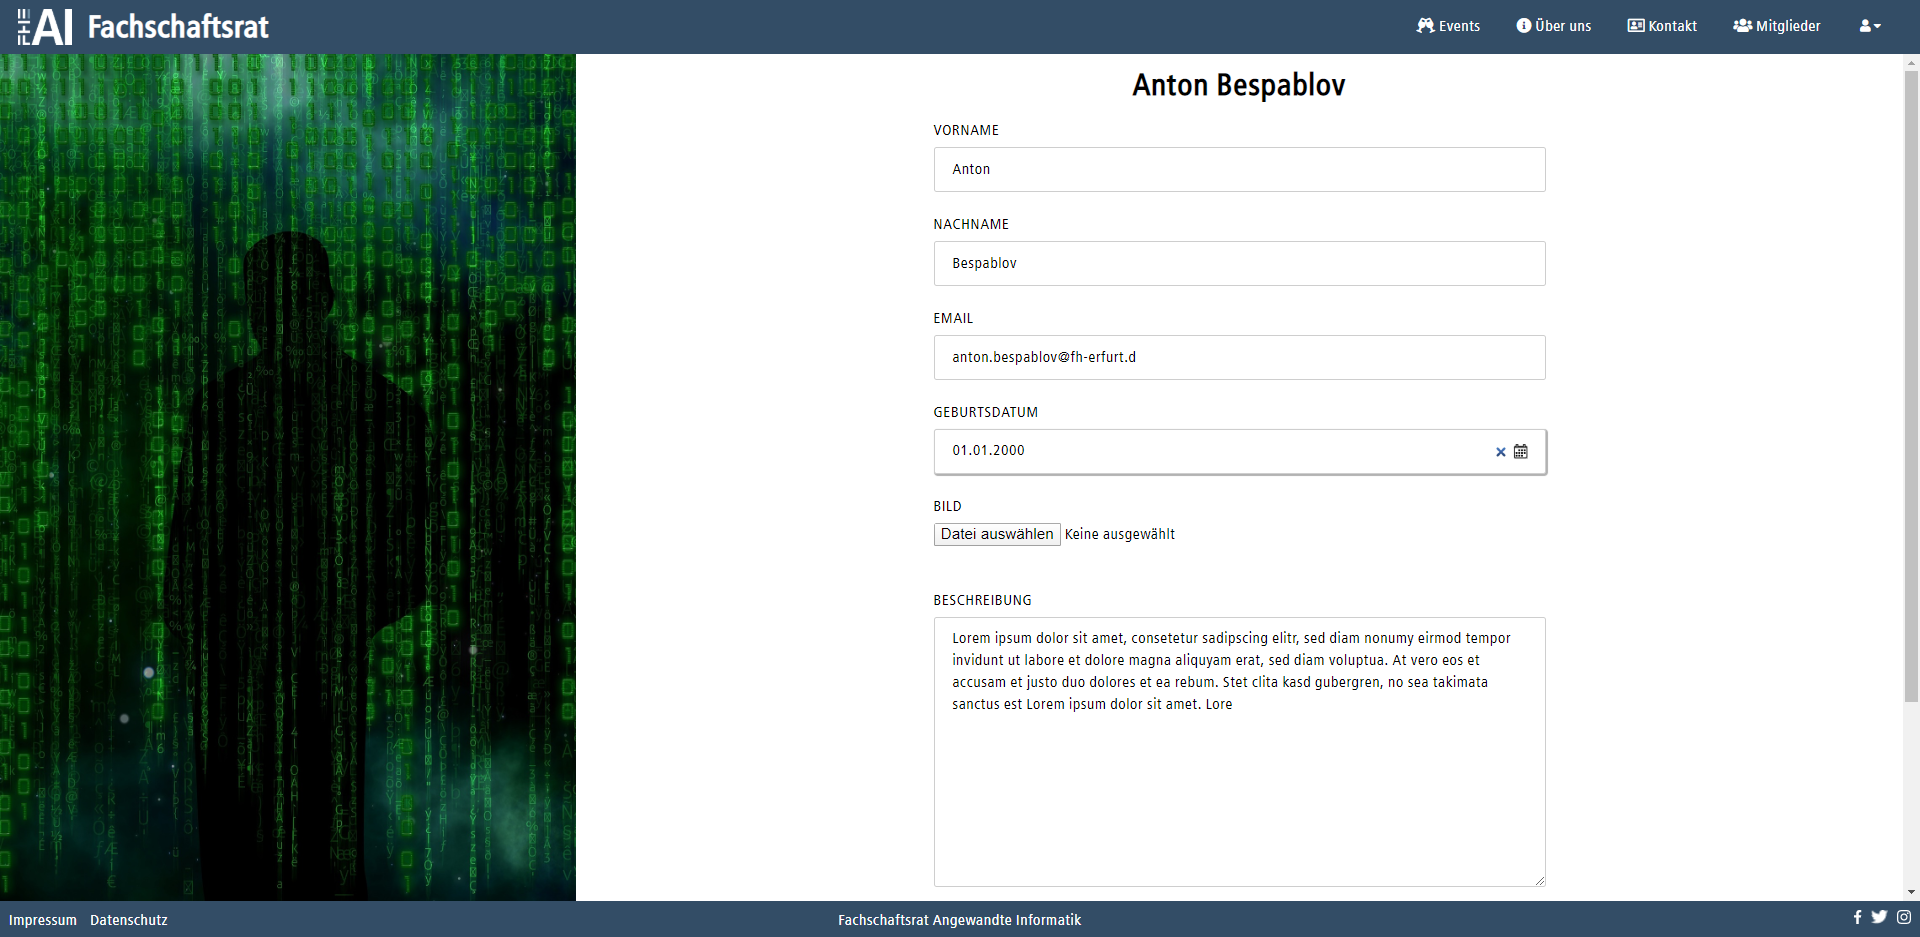 FHE AI Fachschaftsrat
Events Über uns Kontakt Mitglieder
Anton Bespablov
VORNAME
Anton
NACHNAME
Bespablov
EMAIL
anton.bespablov@fh-erfurt.d
GEBURTSDATUM
01.01.2000
BILD
Datei auswählen Keine ausgewählt
BESCHREIBUNG
Lorem ipsum dolor sit amet, consetetur sadipscing elitr, sed diam nonumy eirmod tempor
invidunt ut labore et dolore magna aliquyam erat, sed diam voluptua. At vero eos et
accusam et justo duo dolores et ea rebum. Stet clita kasd gubergren, no sea takimata
sanctus est Lorem ipsum dolor sit amet. Lore
Impressum Datenschutz Fachschaftsrat Angewandte Informatik